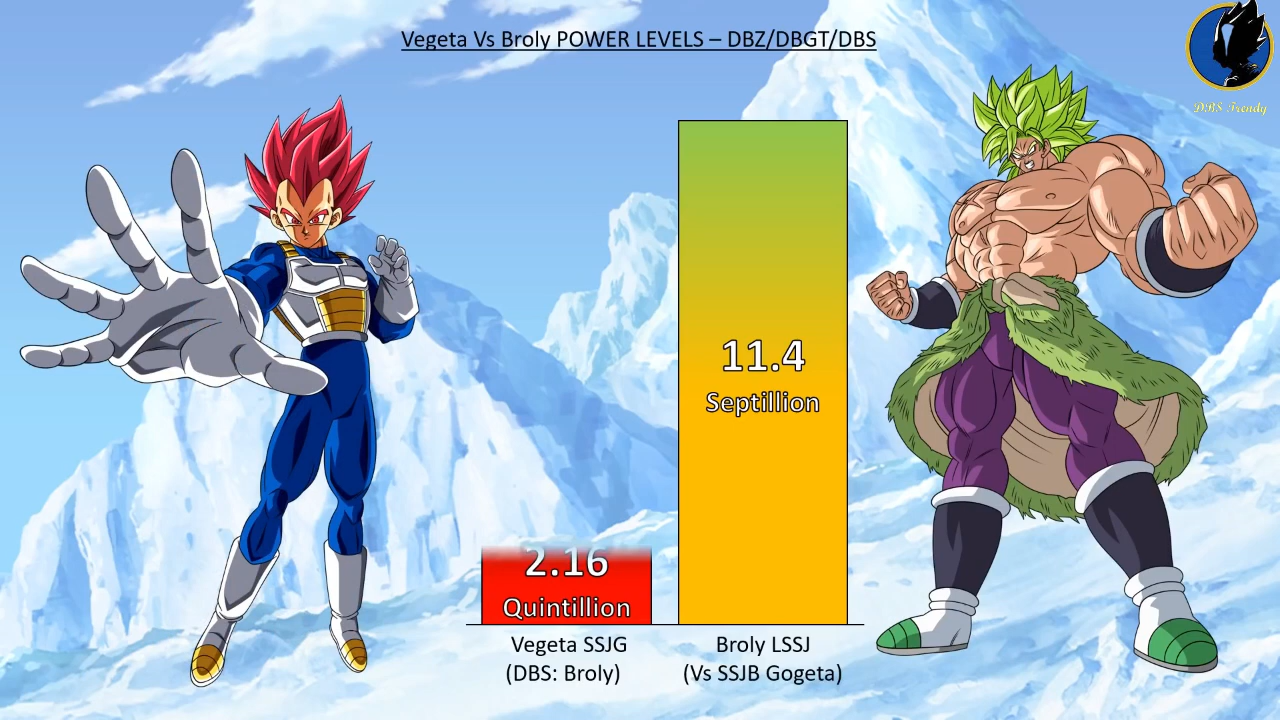 Vegeta Vs Broly POWER LEVELS – DBZ/DBGT/DBS
DBS Trendy
11.4
Septillion
2.16
Quintillion
Vegeta SSJG
(DBS: Broly)
Broly LSSJ
(Vs SSJB Gogeta)